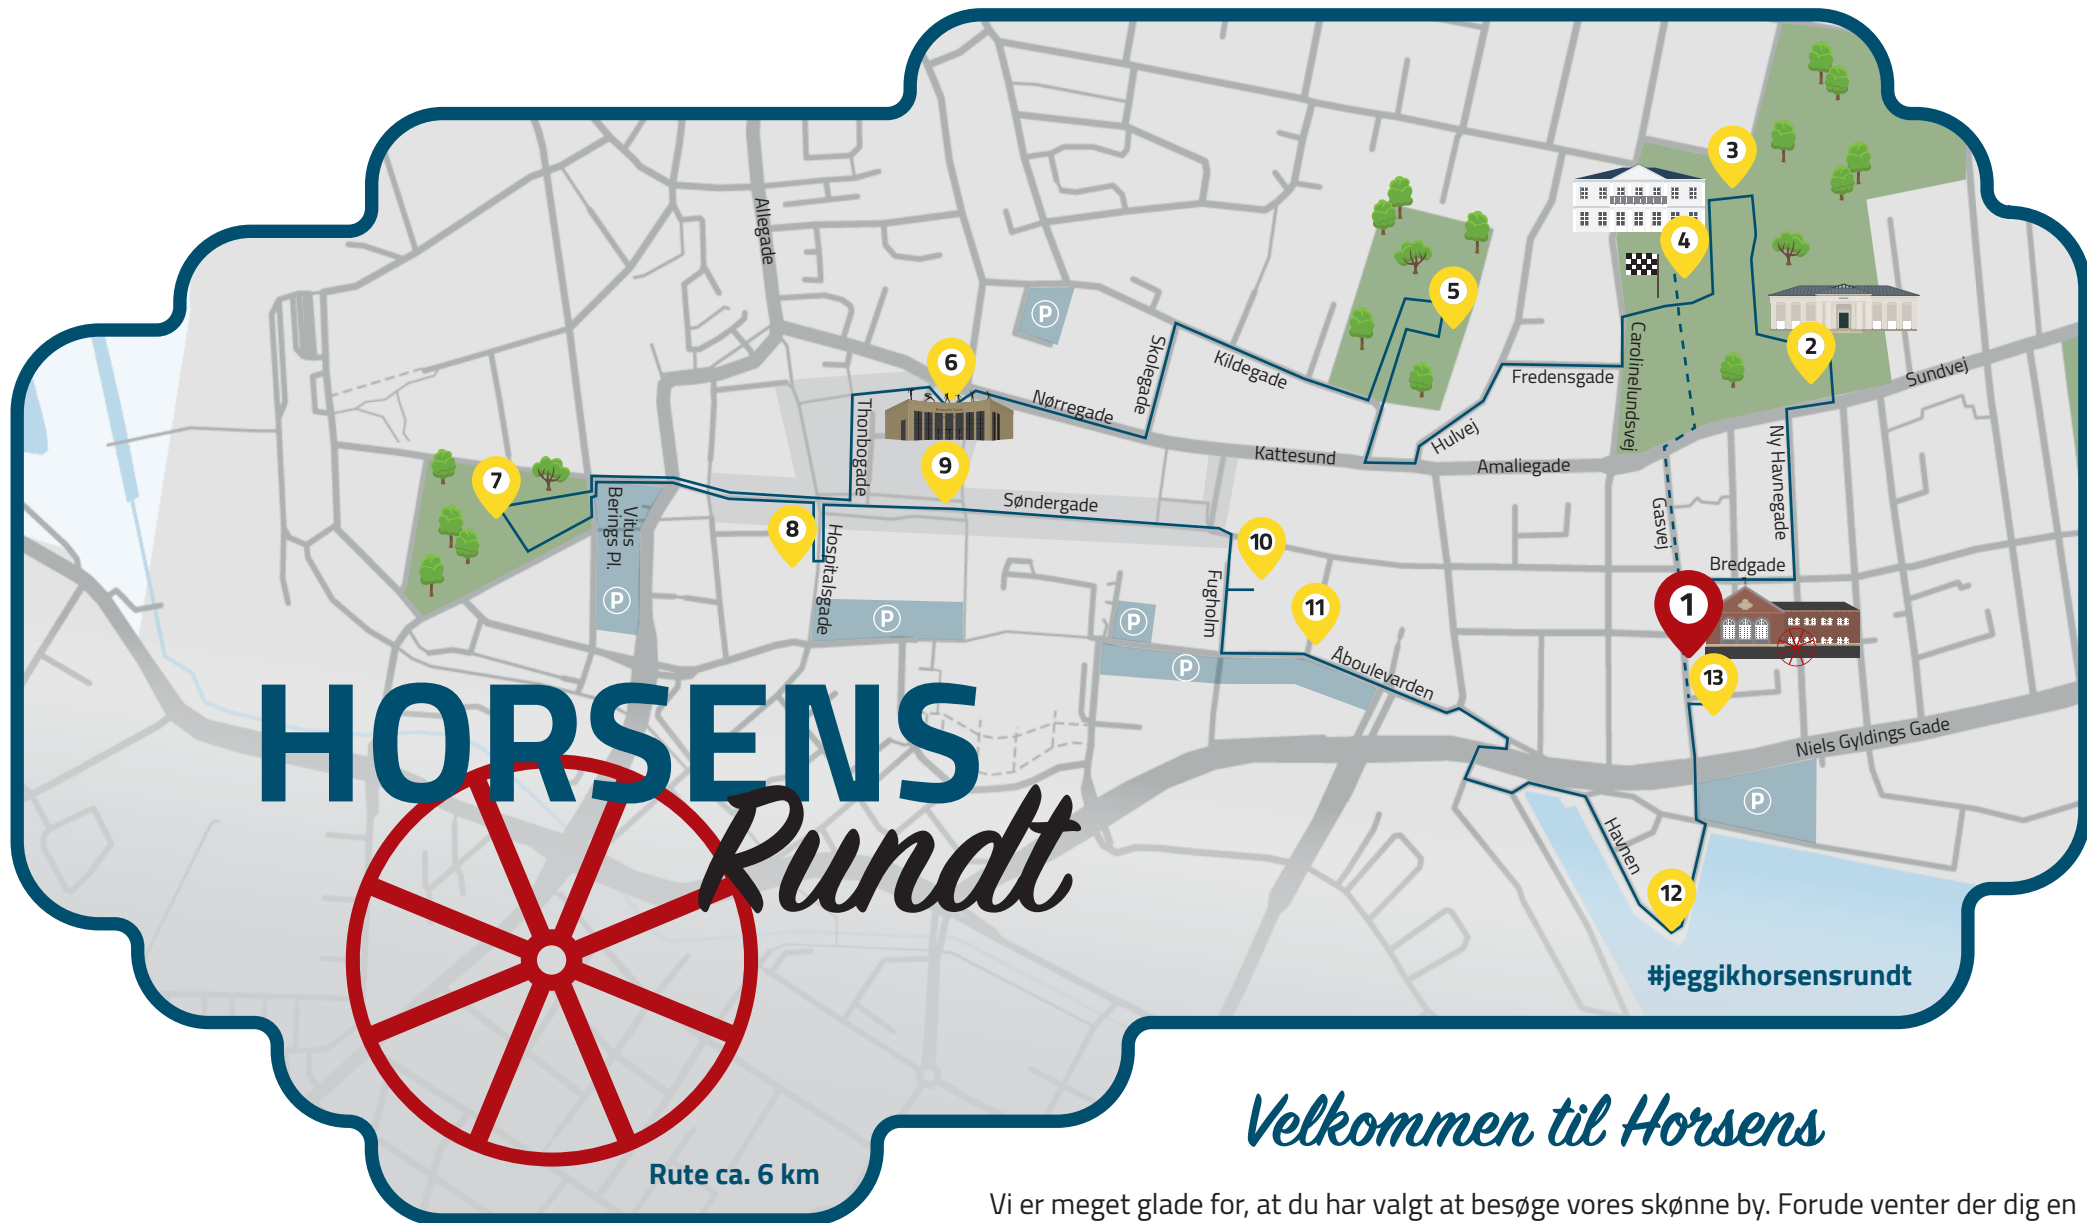 3
Allegade
4
5
P
2
Skolegade
Kildegade
Carolinelundsvej
Fredensgade
Sundvej
6
Nørregade
Thonbogade
Hulvej
Kattesund
Amaliegade
Ny Havnegade
7
9
Søndergade
Gasvej
Vitus
Berings Pl.
8
Hospitalsgade
10
Bredgade
Fugholm
P
P
P
11
1
P
Åboulevarden
13
HORSENS
Rundt
Niels Gyldings Gade
P
Havnen
12
#jeggikhorsensrundt
Velkommen til Horsens
Rute ca. 6 km
Vi er meget glade for, at du har valgt at besøge vores skønne by. Forude venter der dig en